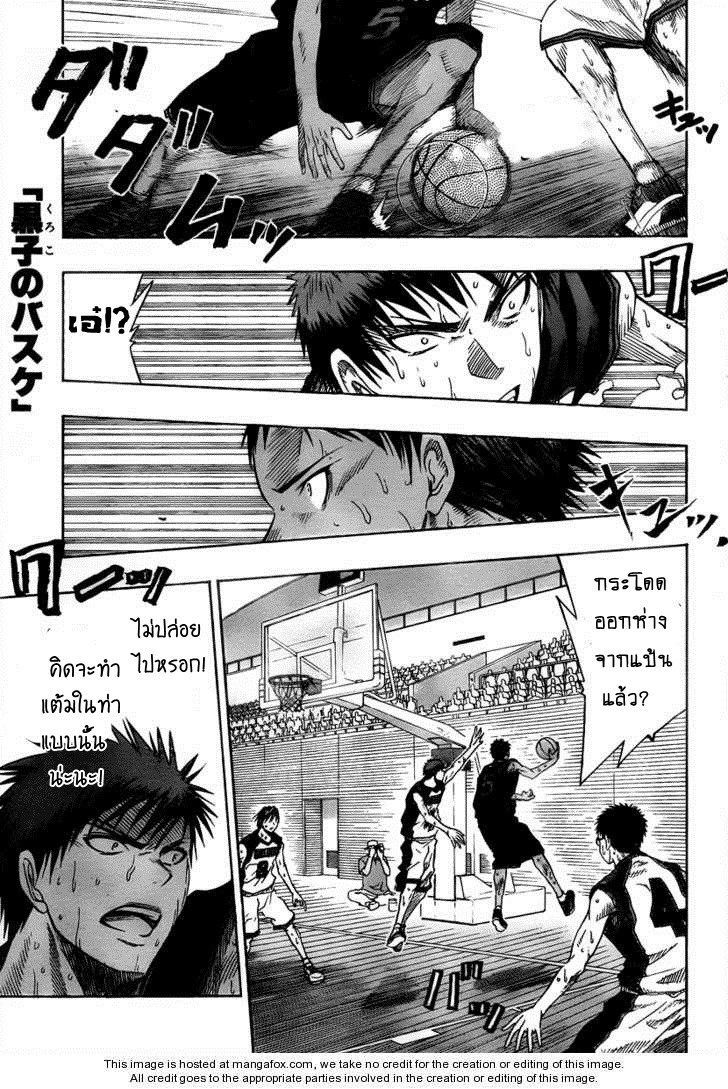 5
ダダダムッ
キュッ
「黒子のバスケ」
くろこ
ワー
เอ๋!?
キュッ,
ワーッ
กระโดด
ออกห่าง
จากแป้น
แล้ว?
ไม่ปล่อย
ไปหรอก!
คิดจะทำ
แต้มในท่า
แบบนั้น
น่ะนะ!
8
4
This image is hosted at mangafox.com, we take no credit for the creation or editing of this image.
All credit goes to the appropriate parties involved in creation or editing of this image.